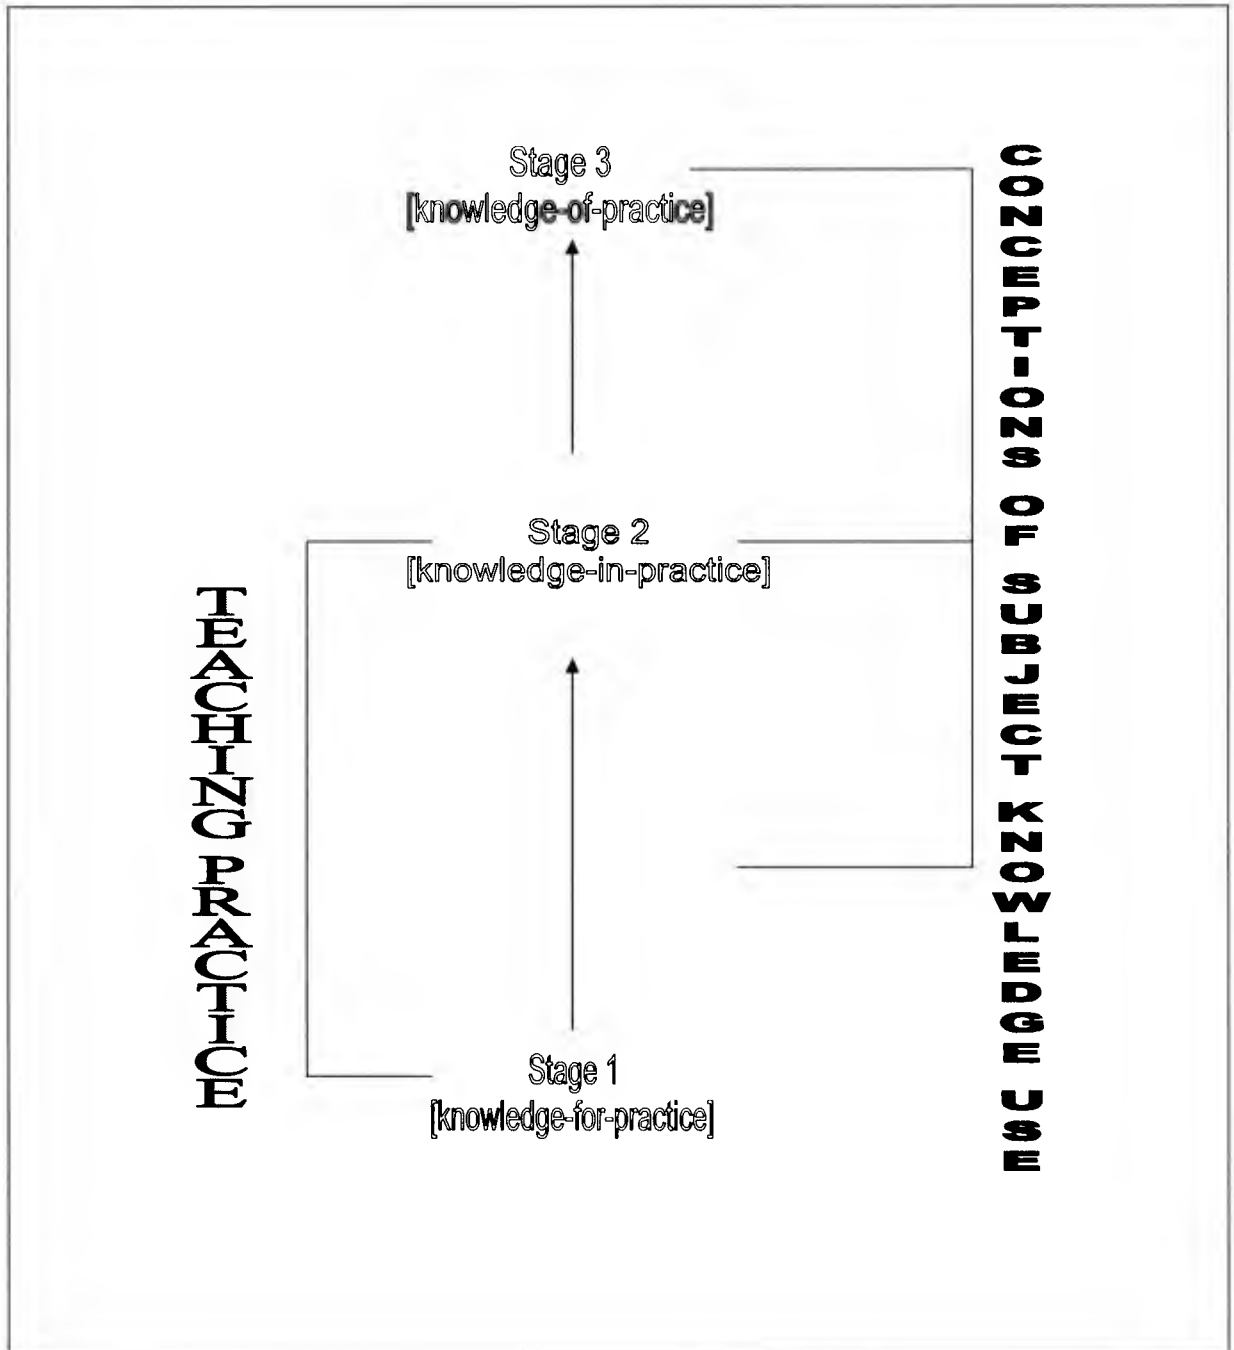 Stage 3
[knowledge-of-practice]
Stage 2
[knowledge-in-practice]
Stage 1
[knowledge-for-practice]
TEACHING PRACTICE
CONCEPTIONS OF SUBJECT KNOWLEDGE USE